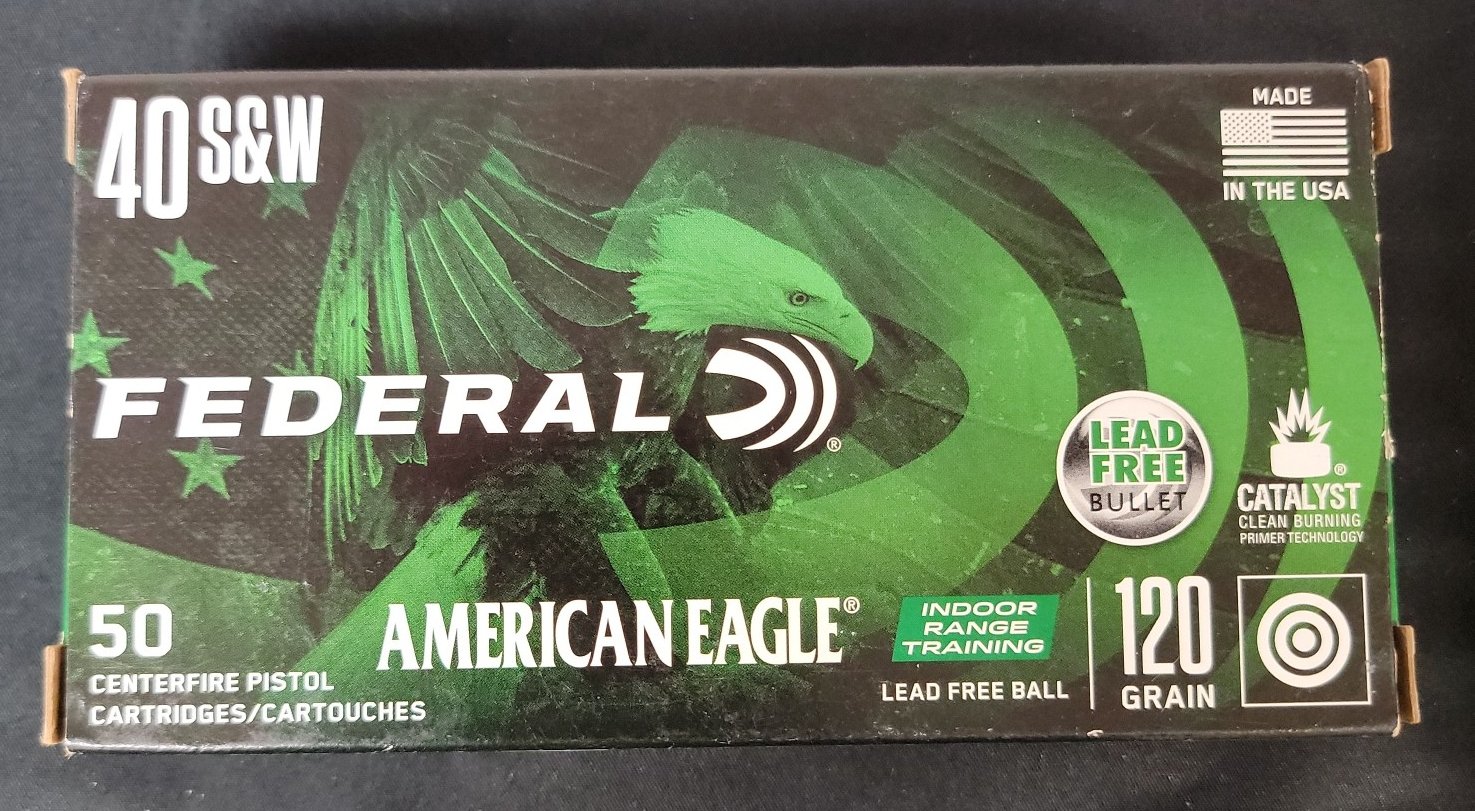 40 S&W
MADE
IN THE USA
FEDERAL®
LEAD
FREE
BULLET
®
CATALYST
CLEAN BURNING
PRIMER TECHNOLOGY
50
CENTERFIRE PISTOL
CARTRIDGES/CARTOUCHES
AMERICAN EAGLE®
INDOOR
RANGE
TRAINING
LEAD FREE BALL
120
GRAIN